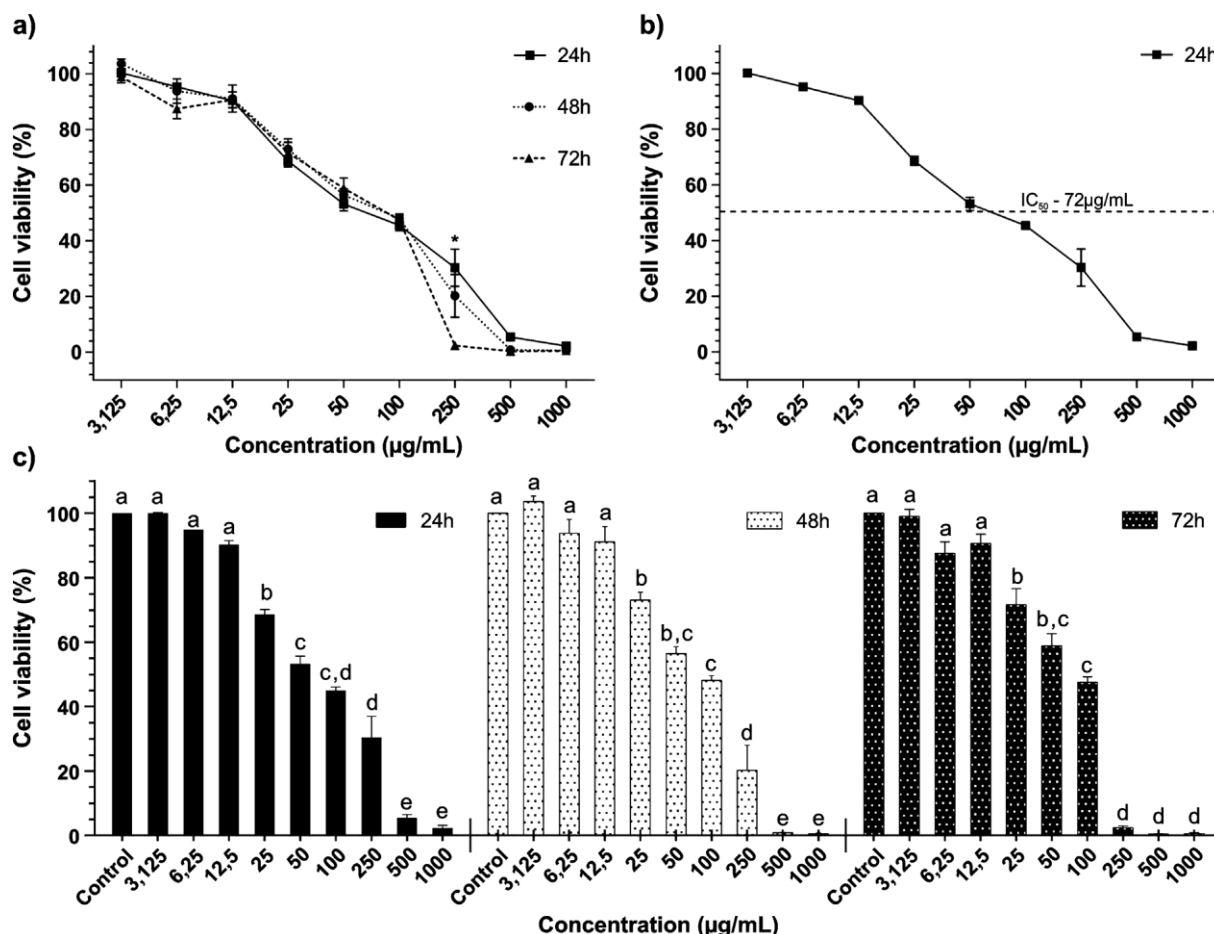 a)
Cell viability (%)
100
80
60
40
20
0
24h
48h
72h
*
3,125
6,25
12,5
25
50
100
250
500
1000
Concentration (µg/mL)
b)
Cell viability (%)
100
80
60
40
20
0
24h
IC₅₀ - 72µg/mL
3,125
6,25
12,5
25
50
100
250
500
1000
Concentration (µg/mL)
c)
Cell viability (%)
100
80
60
40
20
0
a a a a b c c,d d e e
24h
a a a a b b,c c d e e
48h
a a a a b b,c c d d d
72h
Control 3,125 6,25 12,5 25 50 100 250 500 1000
Control 3,125 6,25 12,5 25 50 100 250 500 1000
Control 3,125 6,25 12,5 25 50 100 250 500 1000
Concentration (µg/mL)